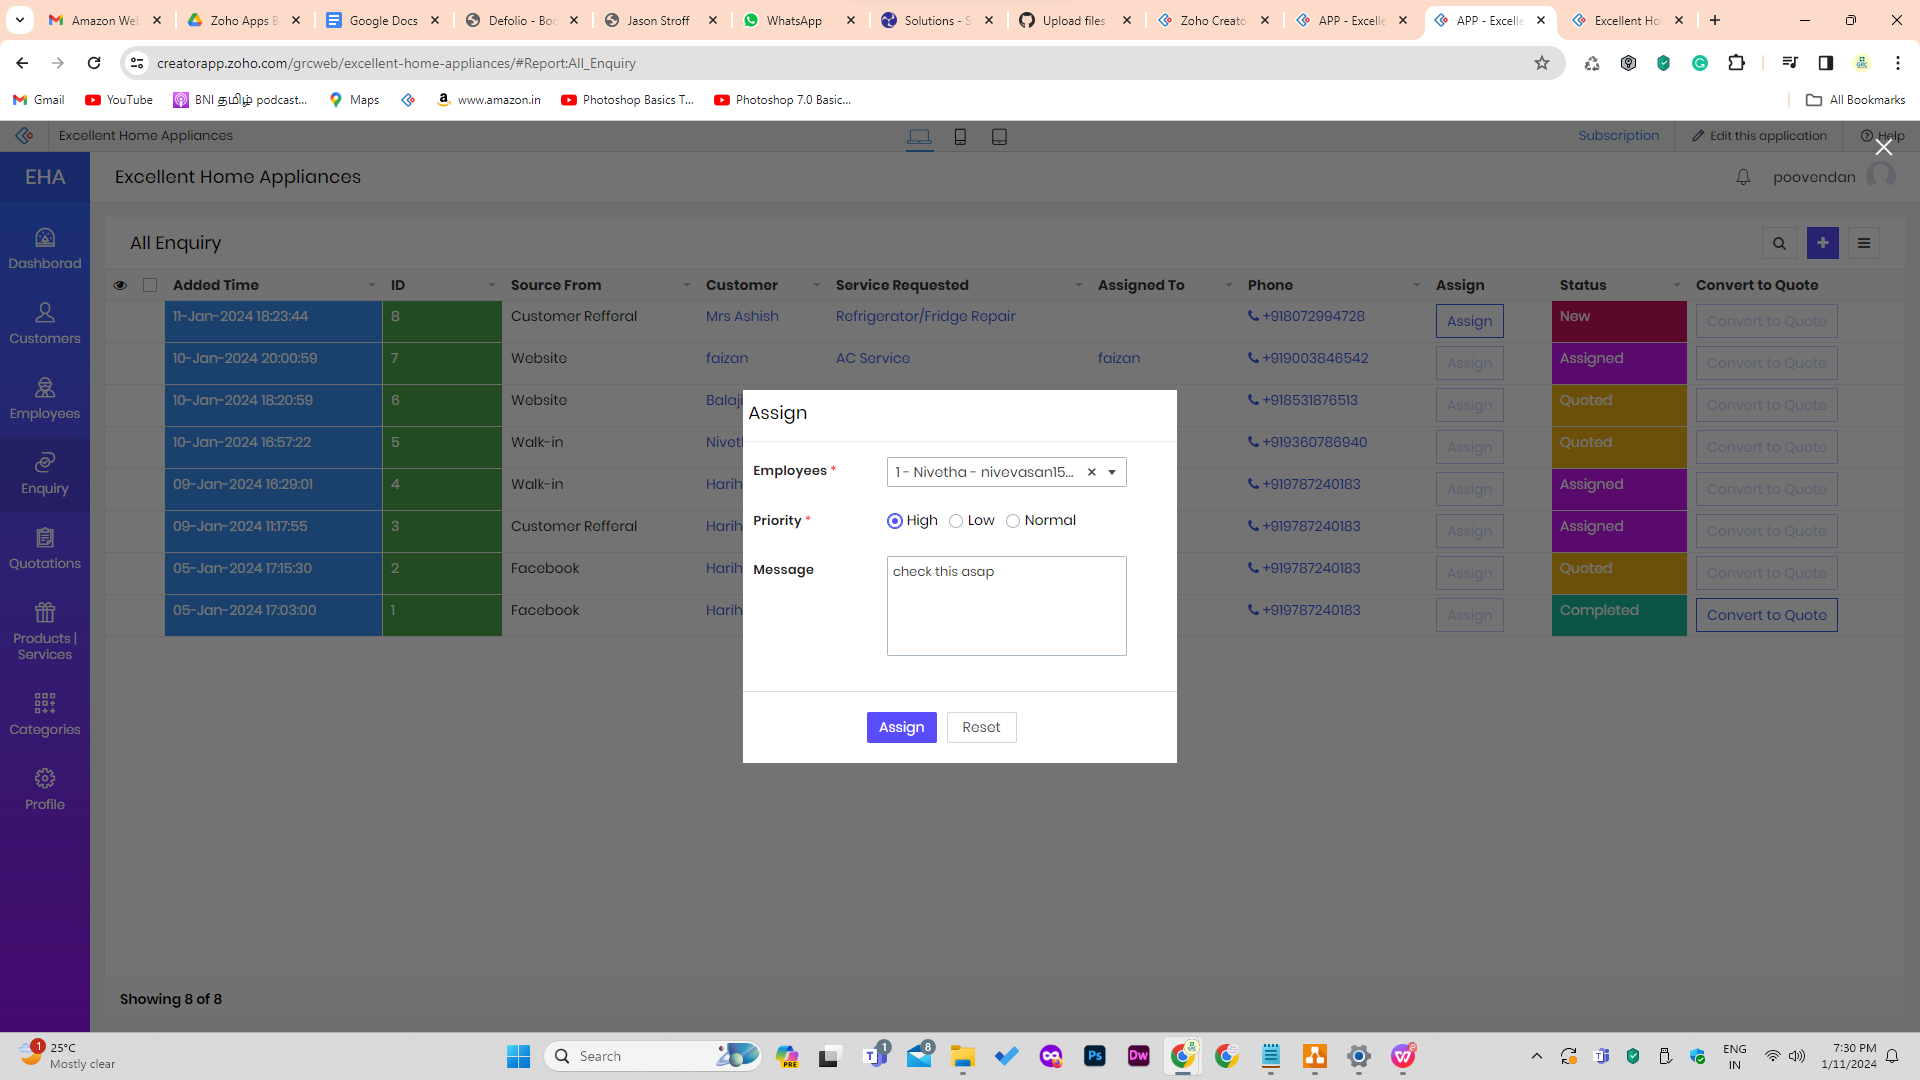 Amazon Web
Zoho Apps B
Google Docs
Defolio - Boo
Jason Stroff
WhatsApp
Solutions - S
Upload files
Zoho Creato
APP - Excelle
APP - Excelle
Excellent Ho
creatorapp.zoho.com/grcweb/excellent-home-appliances/#Report:All_Enquiry
Gmail
YouTube
BNI தமிழ் podcast...
Maps
www.amazon.in
Photoshop Basics T...
Photoshop 7.0 Basic...
All Bookmarks
Excellent Home Appliances
Subscription
Edit this application
Help
EHA
Excellent Home Appliances
poovendan
Dashborad
Customers
Employees
Enquiry
Quotations
Products |
Services
Categories
Profile
All Enquiry
Added Time ID Source From Customer Service Requested Assigned To Phone Assign Status Convert to Quote
11-Jan-2024 18:23:44 8 Customer Refferal Mrs Ashish Refrigerator/Fridge Repair +918072994728 Assign New Convert to Quote
10-Jan-2024 20:00:59 7 Website faizan AC Service faizan +919003846542 Assign Assigned Convert to Quote
10-Jan-2024 18:20:59 6 Website Balaji +918531876513 Assign Quoted Convert to Quote
10-Jan-2024 16:57:22 5 Walk-in Niveth +919360786940 Assign Quoted Convert to Quote
09-Jan-2024 16:29:01 4 Walk-in Harih +919787240183 Assign Assigned Convert to Quote
09-Jan-2024 11:17:55 3 Customer Refferal Harih +919787240183 Assign Assigned Convert to Quote
05-Jan-2024 17:15:30 2 Facebook Harih +919787240183 Assign Quoted Convert to Quote
05-Jan-2024 17:03:00 1 Facebook Harih +919787240183 Assign Completed Convert to Quote
Assign
Employees *
1 - Nivetha - nivevasan15...
Priority *
High Low Normal
Message
check this asap
Assign
Reset
Showing 8 of 8
1
25°C
Mostly clear
Search
PRE
1
8
Ps
Dw
ENG
IN
7:30 PM
1/11/2024